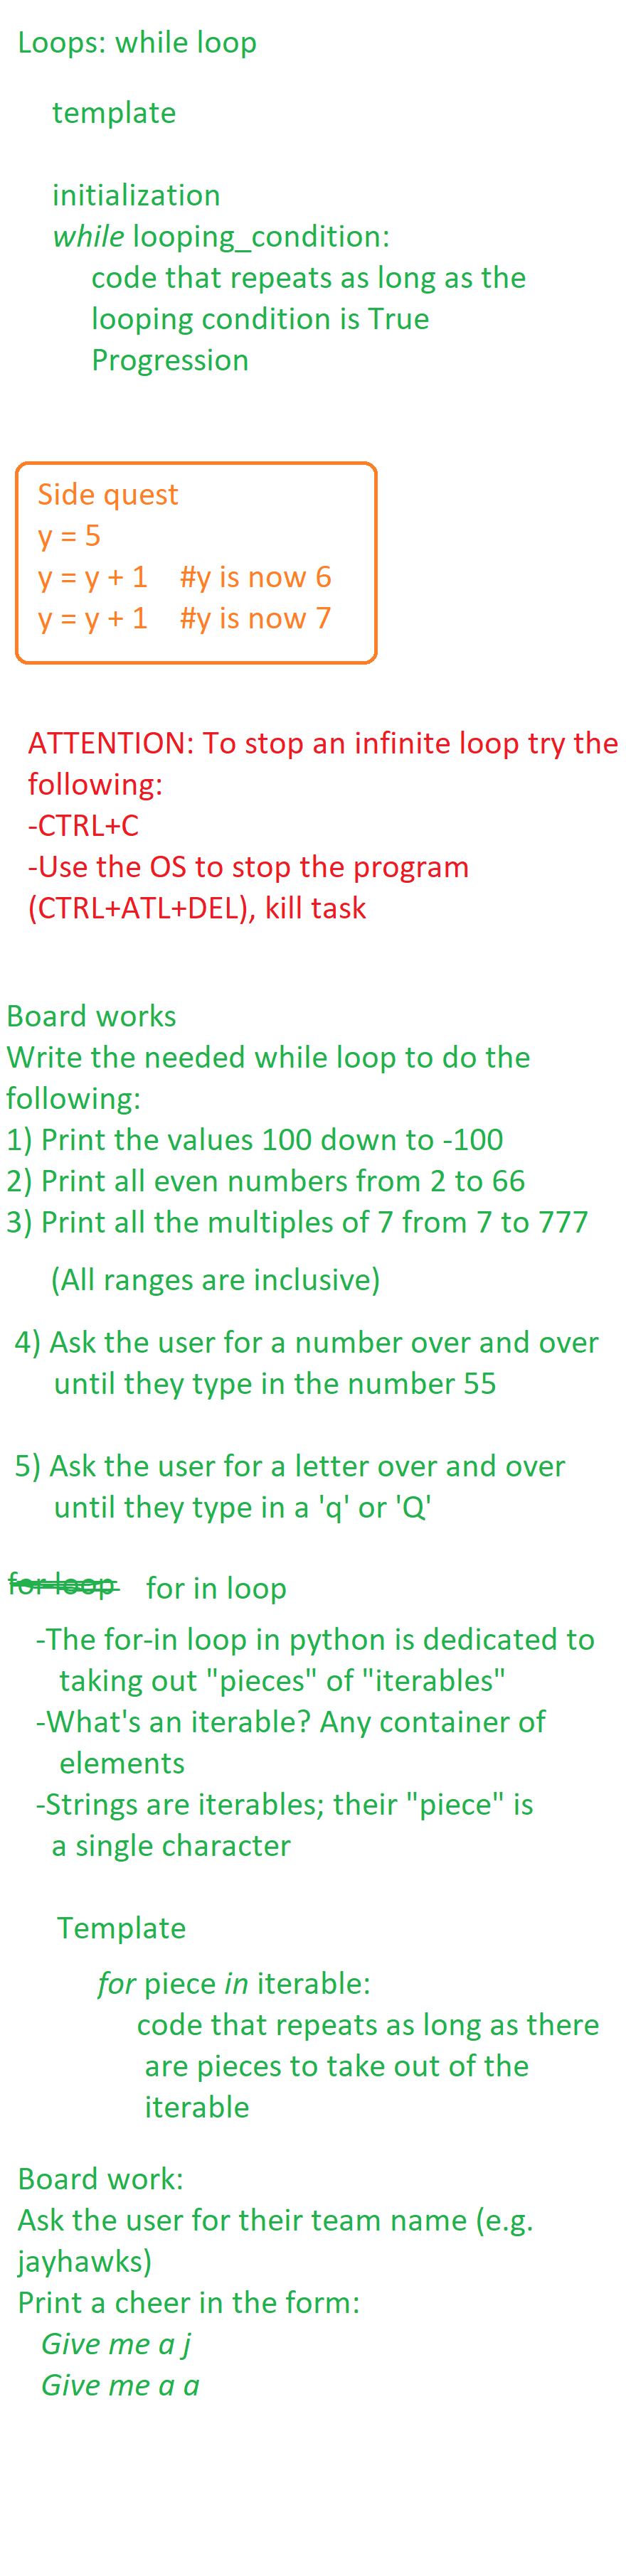 Loops: while loop
template
initialization
while looping_condition:
code that repeats as long as the
looping condition is True
Progression
Side quest
y = 5
y = y + 1 #y is now 6
y = y + 1 #y is now 7
ATTENTION: To stop an infinite loop try the
following:
-CTRL+C
-Use the OS to stop the program
(CTRL+ATL+DEL), kill task
Board works
Write the needed while loop to do the
following:
1) Print the values 100 down to -100
2) Print all even numbers from 2 to 66
3) Print all the multiples of 7 from 7 to 777
(All ranges are inclusive)
4) Ask the user for a number over and over
until they type in the number 55
5) Ask the user for a letter over and over
until they type in a 'q' or 'Q'
for loop for in loop
-The for-in loop in python is dedicated to
taking out "pieces" of "iterables"
-What's an iterable? Any container of
elements
-Strings are iterables; their "piece" is
a single character
Template
for piece in iterable:
code that repeats as long as there
are pieces to take out of the
iterable
Board work:
Ask the user for their team name (e.g.
jayhawks)
Print a cheer in the form:
Give me a j
Give me a a